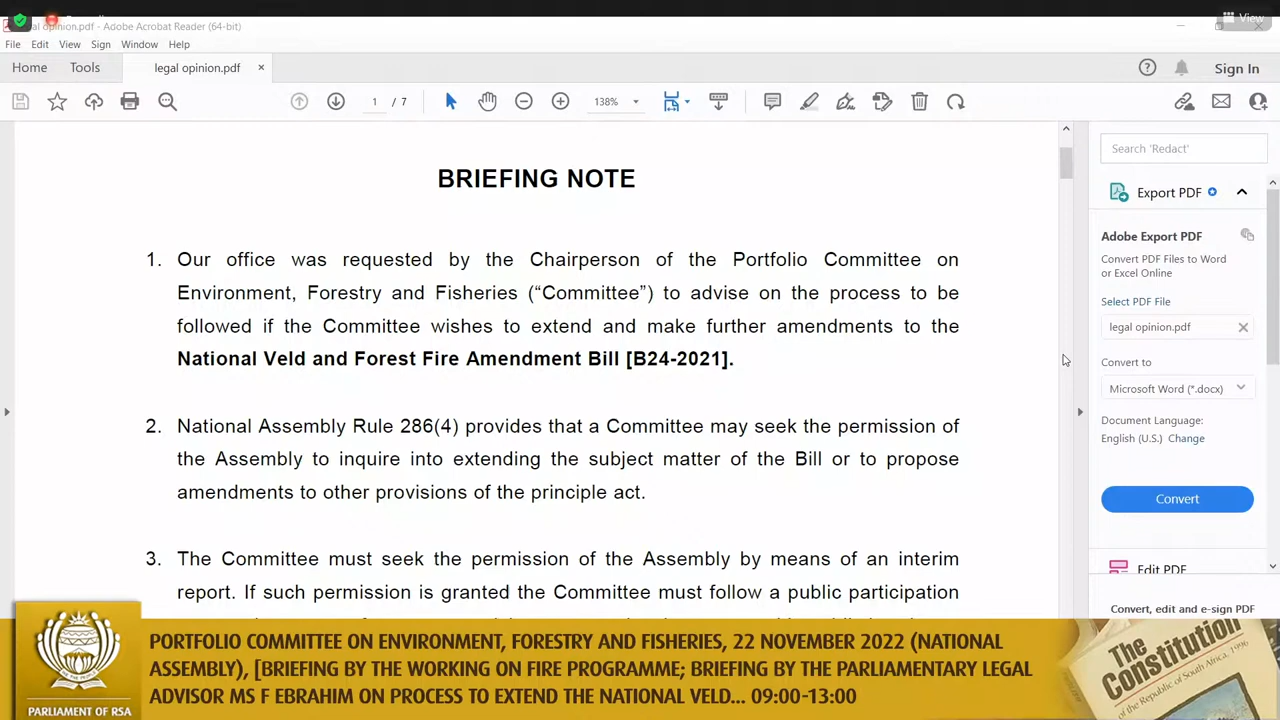 View
legal opinion.pdf - Adobe Acrobat Reader (64-bit)
File Edit View Sign Window Help
Home Tools legal opinion.pdf × Sign In
1 / 7 138%
BRIEFING NOTE
1. Our office was requested by the Chairperson of the Portfolio Committee on
Environment, Forestry and Fisheries (“Committee”) to advise on the process to be
followed if the Committee wishes to extend and make further amendments to the
National Veld and Forest Fire Amendment Bill [B24-2021].
2. National Assembly Rule 286(4) provides that a Committee may seek the permission of
the Assembly to inquire into extending the subject matter of the Bill or to propose
amendments to other provisions of the principle act.
3. The Committee must seek the permission of the Assembly by means of an interim
report. If such permission is granted the Committee must follow a public participation
Search 'Redact'
Export PDF
Adobe Export PDF
Convert PDF Files to Word
or Excel Online
Select PDF File
legal opinion.pdf
Convert to
Microsoft Word (*.docx)
Document Language:
English (U.S.) Change
Convert
Edit PDF
Convert, edit and e-sign PDF
PORTFOLIO COMMITTEE ON ENVIRONMENT, FORESTRY AND FISHERIES, 22 NOVEMBER 2022 (NATIONAL
ASSEMBLY), [BRIEFING BY THE WORKING ON FIRE PROGRAMME; BRIEFING BY THE PARLIAMENTARY LEGAL
ADVISOR MS F EBRAHIM ON PROCESS TO EXTEND THE NATIONAL VELD... 09:00-13:00
PARLIAMENT OF RSA
The
Constitution
of the Republic of South Africa, 1996